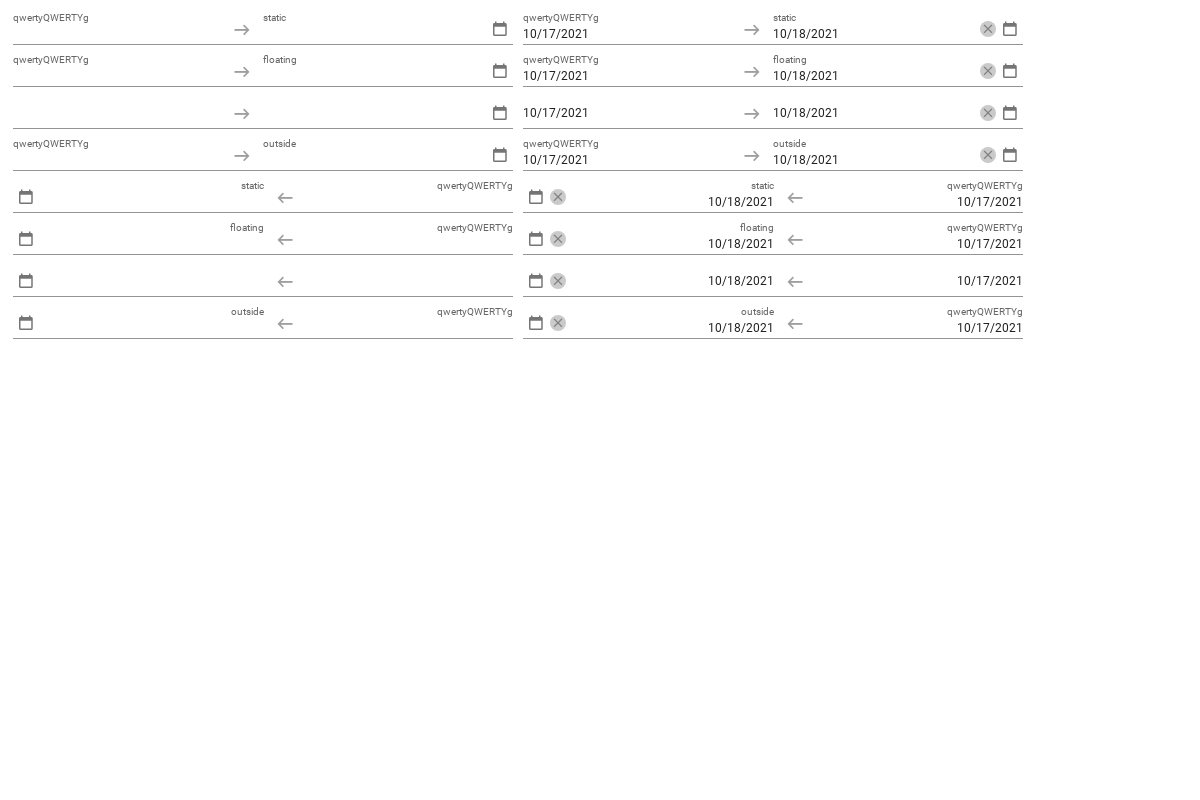 qwertyQWERTYg static qwertyQWERTYg static
10/17/2021 10/18/2021
qwertyQWERTYg floating qwertyQWERTYg floating
10/17/2021 10/18/2021
10/17/2021 10/18/2021
qwertyQWERTYg outside qwertyQWERTYg outside
10/17/2021 10/18/2021
static qwertyQWERTYg static qwertyQWERTYg
10/18/2021 10/17/2021
floating qwertyQWERTYg floating qwertyQWERTYg
10/18/2021 10/17/2021
10/18/2021 10/17/2021
outside qwertyQWERTYg outside qwertyQWERTYg
10/18/2021 10/17/2021